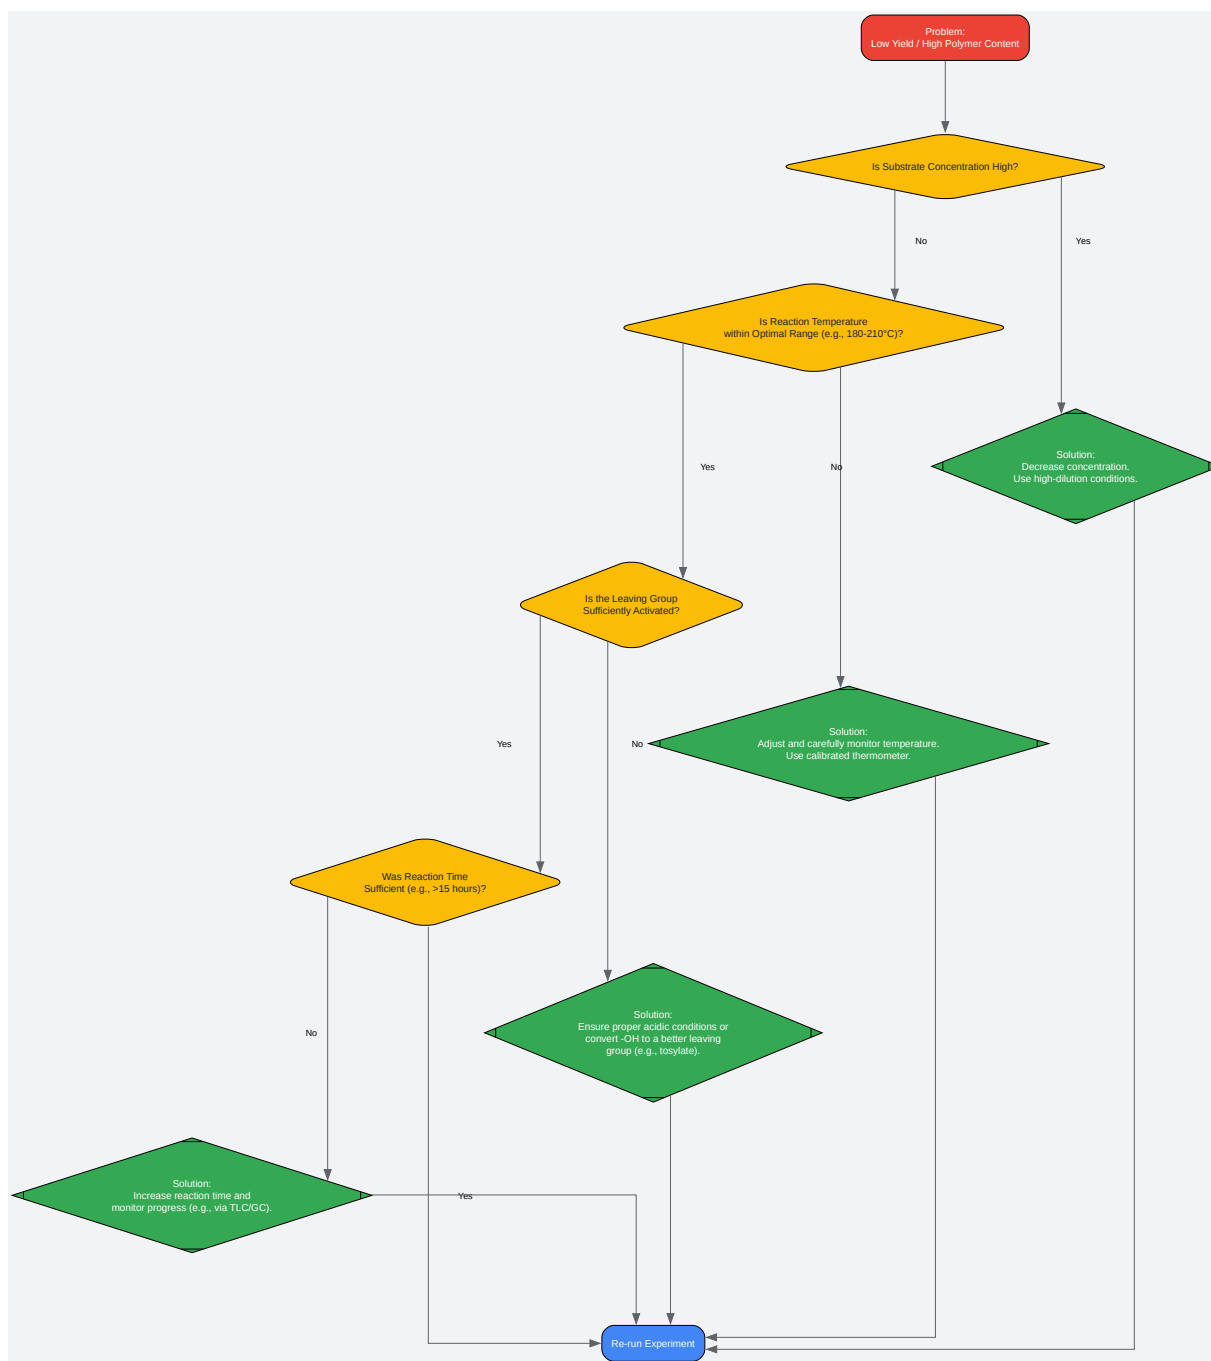 Problem:
Low Yield / High Polymer Content
Is Substrate Concentration High?
No
Yes
Is Reaction Temperature
within Optimal Range (e.g., 180-210°C)?
Yes
No
Solution:
Decrease concentration.
Use high-dilution conditions.
Is the Leaving Group
Sufficiently Activated?
Yes
No
Solution:
Adjust and carefully monitor temperature.
Use calibrated thermometer.
Was Reaction Time
Sufficient (e.g., >15 hours)?
No
Solution:
Ensure proper acidic conditions or
convert -OH to a better leaving
group (e.g., tosylate).
Solution:
Increase reaction time and
monitor progress (e.g., via TLC/GC).
Yes
Re-run Experiment